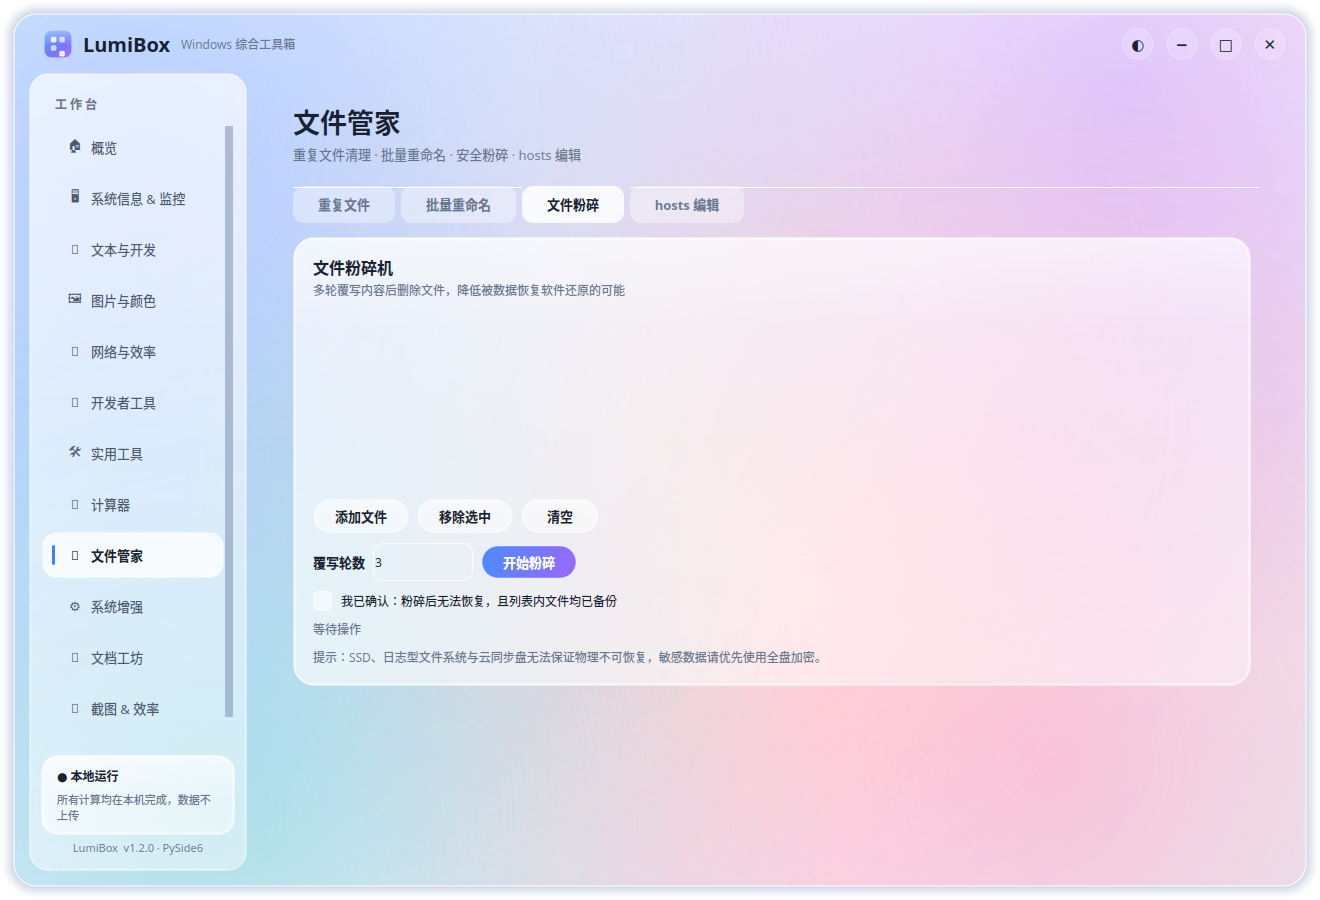 LumiBox Windows 综合工具箱
工作台
概览
系统信息 & 监控
文本与开发
图片与颜色
网络与效率
开发者工具
实用工具
计算器
文件管家
系统增强
文档工坊
截图 & 效率
● 本地运行
所有计算均在本机完成，数据不
上传
LumiBox v1.2.0 · PySide6
文件管家
重复文件清理 · 批量重命名 · 安全粉碎 · hosts 编辑
重复文件 批量重命名 文件粉碎 hosts 编辑
文件粉碎机
多轮覆写内容后删除文件，降低被数据恢复软件还原的可能
添加文件 移除选中 清空
覆写轮数 3 开始粉碎
我已确认：粉碎后无法恢复，且列表内文件均已备份
等待操作
提示：SSD、日志型文件系统与云同步盘无法保证物理不可恢复，敏感数据请优先使用全盘加密。